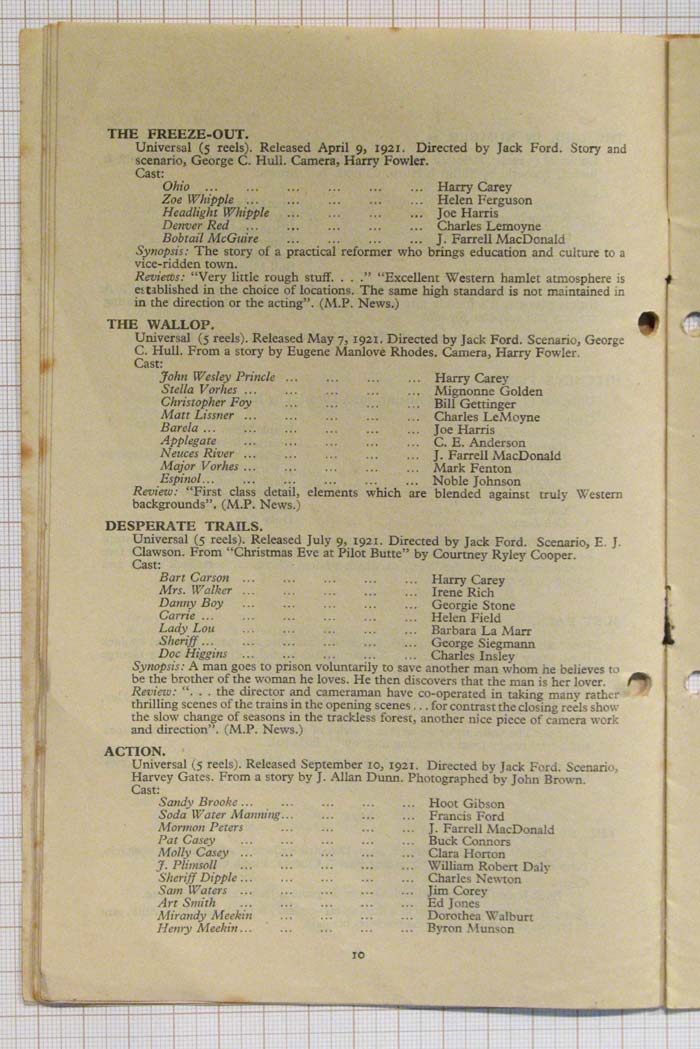 THE FREEZE-OUT.
Universal (5 reels). Released April 9, 1921. Directed by Jack Ford. Story and
scenario, George C. Hull. Camera, Harry Fowler.
Cast:
Ohio ... ... ... ... ... ... Harry Carey
Zoe Whipple ... ... ... ... ... Helen Ferguson
Headlight Whipple ... ... ... ... Joe Harris
Denver Red ... ... ... ... ... Charles Lemoyne
Bobtail McGuire ... ... ... ... J. Farrell MacDonald
Synopsis: The story of a practical reformer who brings education and culture to a
vice-ridden town.
Reviews: "Very little rough stuff. . . ." "Excellent Western hamlet atmosphere is
established in the choice of locations. The same high standard is not maintained in
in the direction or the acting". (M.P. News.)
THE WALLOP.
Universal (5 reels). Released May 7, 1921. Directed by Jack Ford. Scenario, George
C. Hull. From a story by Eugene Manlove Rhodes. Camera, Harry Fowler.
Cast:
John Wesley Princle ... ... ... ... Harry Carey
Stella Vorhes ... ... ... ... ... Mignonne Golden
Christopher Foy ... ... ... ... Bill Gettinger
Matt Lissner ... ... ... ... ... Charles LeMoyne
Barela ... ... ... ... ... ... Joe Harris
Applegate ... ... ... ... ... C. E. Anderson
Neuces River ... ... ... ... ... J. Farrell MacDonald
Major Vorhes ... ... ... ... ... Mark Fenton
Espinol... ... ... ... ... ... Noble Johnson
Review: "First class detail, elements which are blended against truly Western
backgrounds". (M.P. News.)
DESPERATE TRAILS.
Universal (5 reels). Released July 9, 1921. Directed by Jack Ford. Scenario, E. J.
Clawson. From "Christmas Eve at Pilot Butte" by Courtney Ryley Cooper.
Cast:
Bart Carson ... ... ... ... ... Harry Carey
Mrs. Walker ... ... ... ... ... Irene Rich
Danny Boy ... ... ... ... ... Georgie Stone
Carrie ... ... ... ... ... ... Helen Field
Lady Lou ... ... ... ... ... Barbara La Marr
Sheriff ... ... ... ... ... ... George Siegmann
Doc Higgins ... ... ... ... ... Charles Insley
Synopsis: A man goes to prison voluntarily to save another man whom he believes to
be the brother of the woman he loves. He then discovers that the man is her lover.
Review: ". . . the director and cameraman have co-operated in taking many rather
thrilling scenes of the trains in the opening scenes . . . for contrast the closing reels show
the slow change of seasons in the trackless forest, another nice piece of camera work
and direction". (M.P. News.)
ACTION.
Universal (5 reels). Released September 10, 1921. Directed by Jack Ford. Scenario,
Harvey Gates. From a story by J. Allan Dunn. Photographed by John Brown.
Cast:
Sandy Brooke ... ... ... ... ... Hoot Gibson
Soda Water Manning... ... ... ... ... Francis Ford
Mormon Peters ... ... ... ... J. Farrell MacDonald
Pat Casey ... ... ... ... ... Buck Connors
Molly Casey ... ... ... ... ... Clara Horton
J. Plimsoll ... ... ... ... ... William Robert Daly
Sheriff Dipple ... ... ... ... ... Charles Newton
Sam Waters ... ... ... ... ... Jim Corey
Art Smith ... ... ... ... ... Ed Jones
Mirandy Meekin ... ... ... ... Dorothea Walburt
Henry Meekin... ... ... ... ... Byron Munson
10